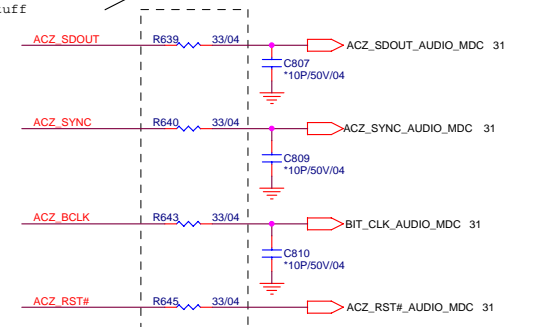 ACZ_SDOUT R639 33/04 ACZ_SDOUT_AUDIO_MDC 31
C807
*10P/50V/04
ACZ_SYNC R640 33/04 ACZ_SYNC_AUDIO_MDC 31
C809
*10P/50V/04
ACZ_BCLK R643 33/04 BIT_CLK_AUDIO_MDC 31
C810
*10P/50V/04
ACZ_RST# R645 33/04 ACZ_RST#_AUDIO_MDC 31